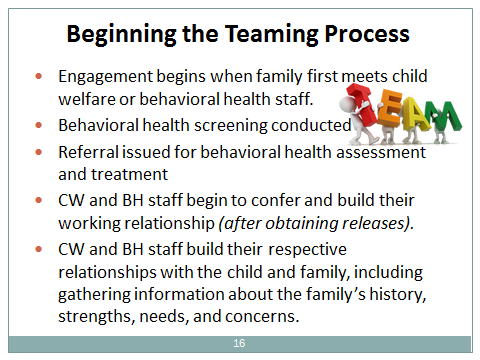 Beginning the Teaming Process
• Engagement begins when family first meets child
welfare or behavioral health staff.
TEAM
• Behavioral health screening conducted
• Referral issued for behavioral health assessment
and treatment
• CW and BH staff begin to confer and build their
working relationship (after obtaining releases).
• CW and BH staff build their respective
relationships with the child and family, including
gathering information about the family's history,
strengths, needs, and concerns.
16